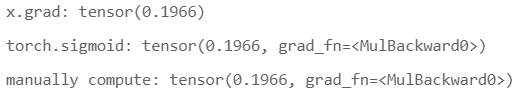 x.grad: tensor(0.1966)
torch.sigmoid: tensor(0.1966, grad_fn=<MulBackward0>)
manually compute: tensor(0.1966, grad_fn=<MulBackward0>)